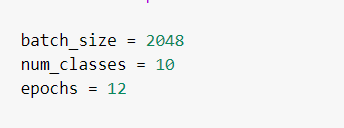 batch_size = 2048
num_classes = 10
epochs = 12